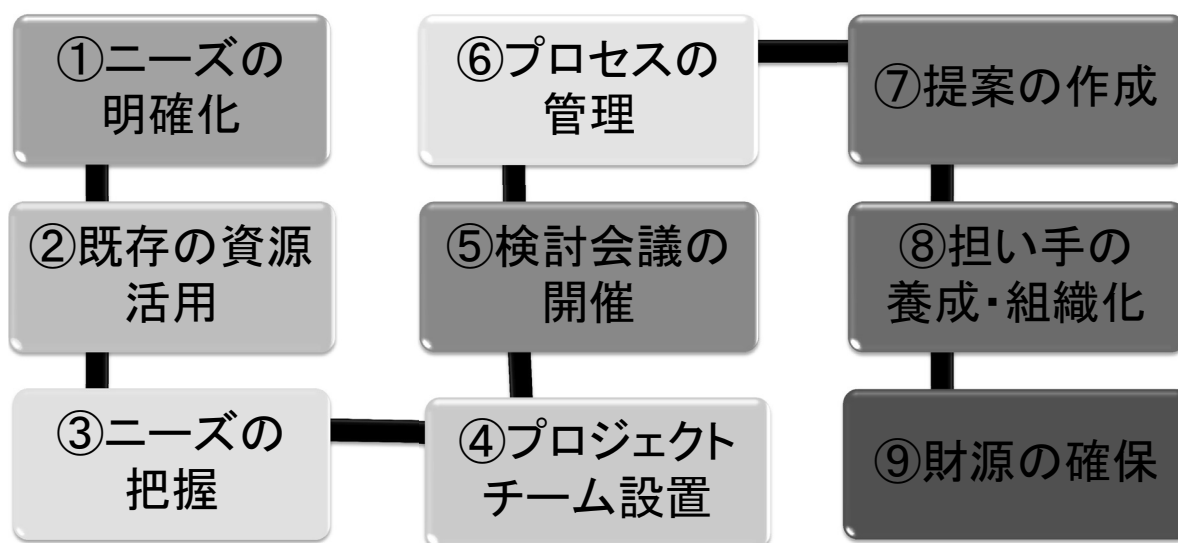 ①ニーズの
明確化
②既存の資源
活用
③ニーズの
把握
④プロジェクト
チーム設置
⑤検討会議の
開催
⑥プロセスの
管理
⑦提案の作成
⑧担い手の
養成・組織化
⑨財源の確保